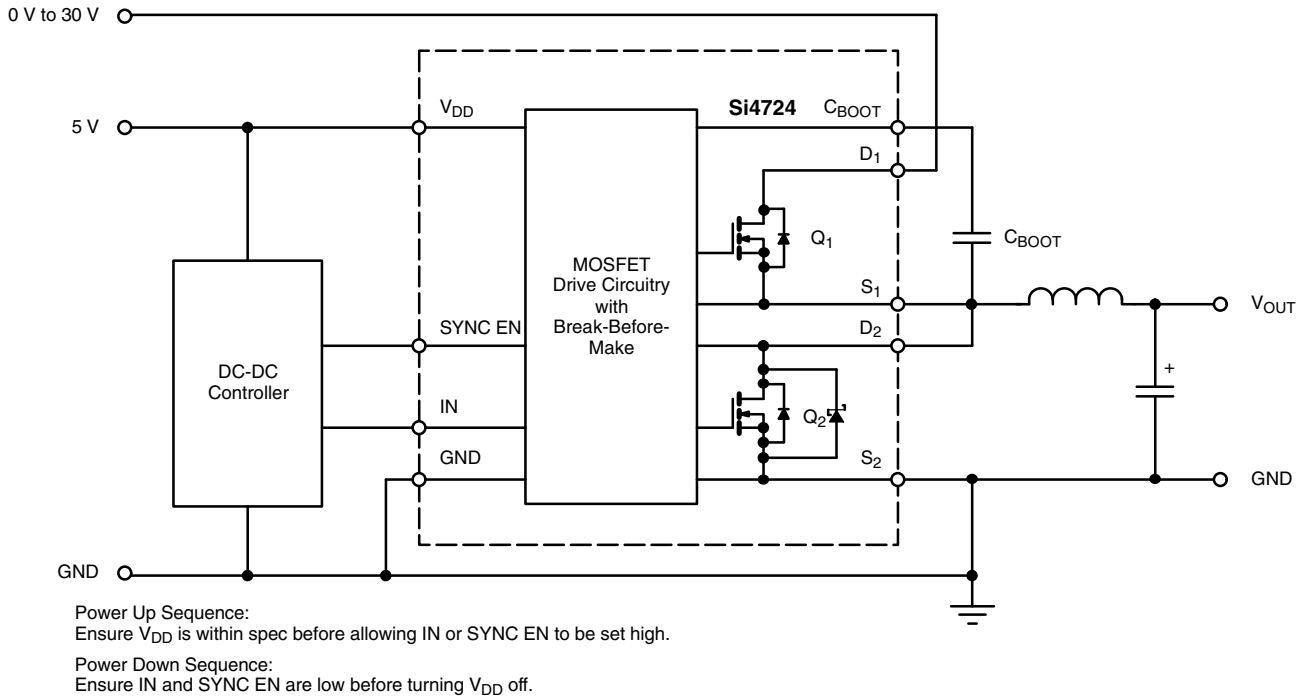 0 V to 30 V
5 V
V_DD
Si4724
C_BOOT
D_1
Q_1
C_BOOT
MOSFET
Drive Circuitry
with
Break-Before-
Make
S_1
V_OUT
SYNC EN
D_2
DC-DC
Controller
+
IN
Q_2
GND
S_2
GND
GND
Power Up Sequence:
Ensure V_DD is within spec before allowing IN or SYNC EN to be set high.
Power Down Sequence:
Ensure IN and SYNC EN are low before turning V_DD off.